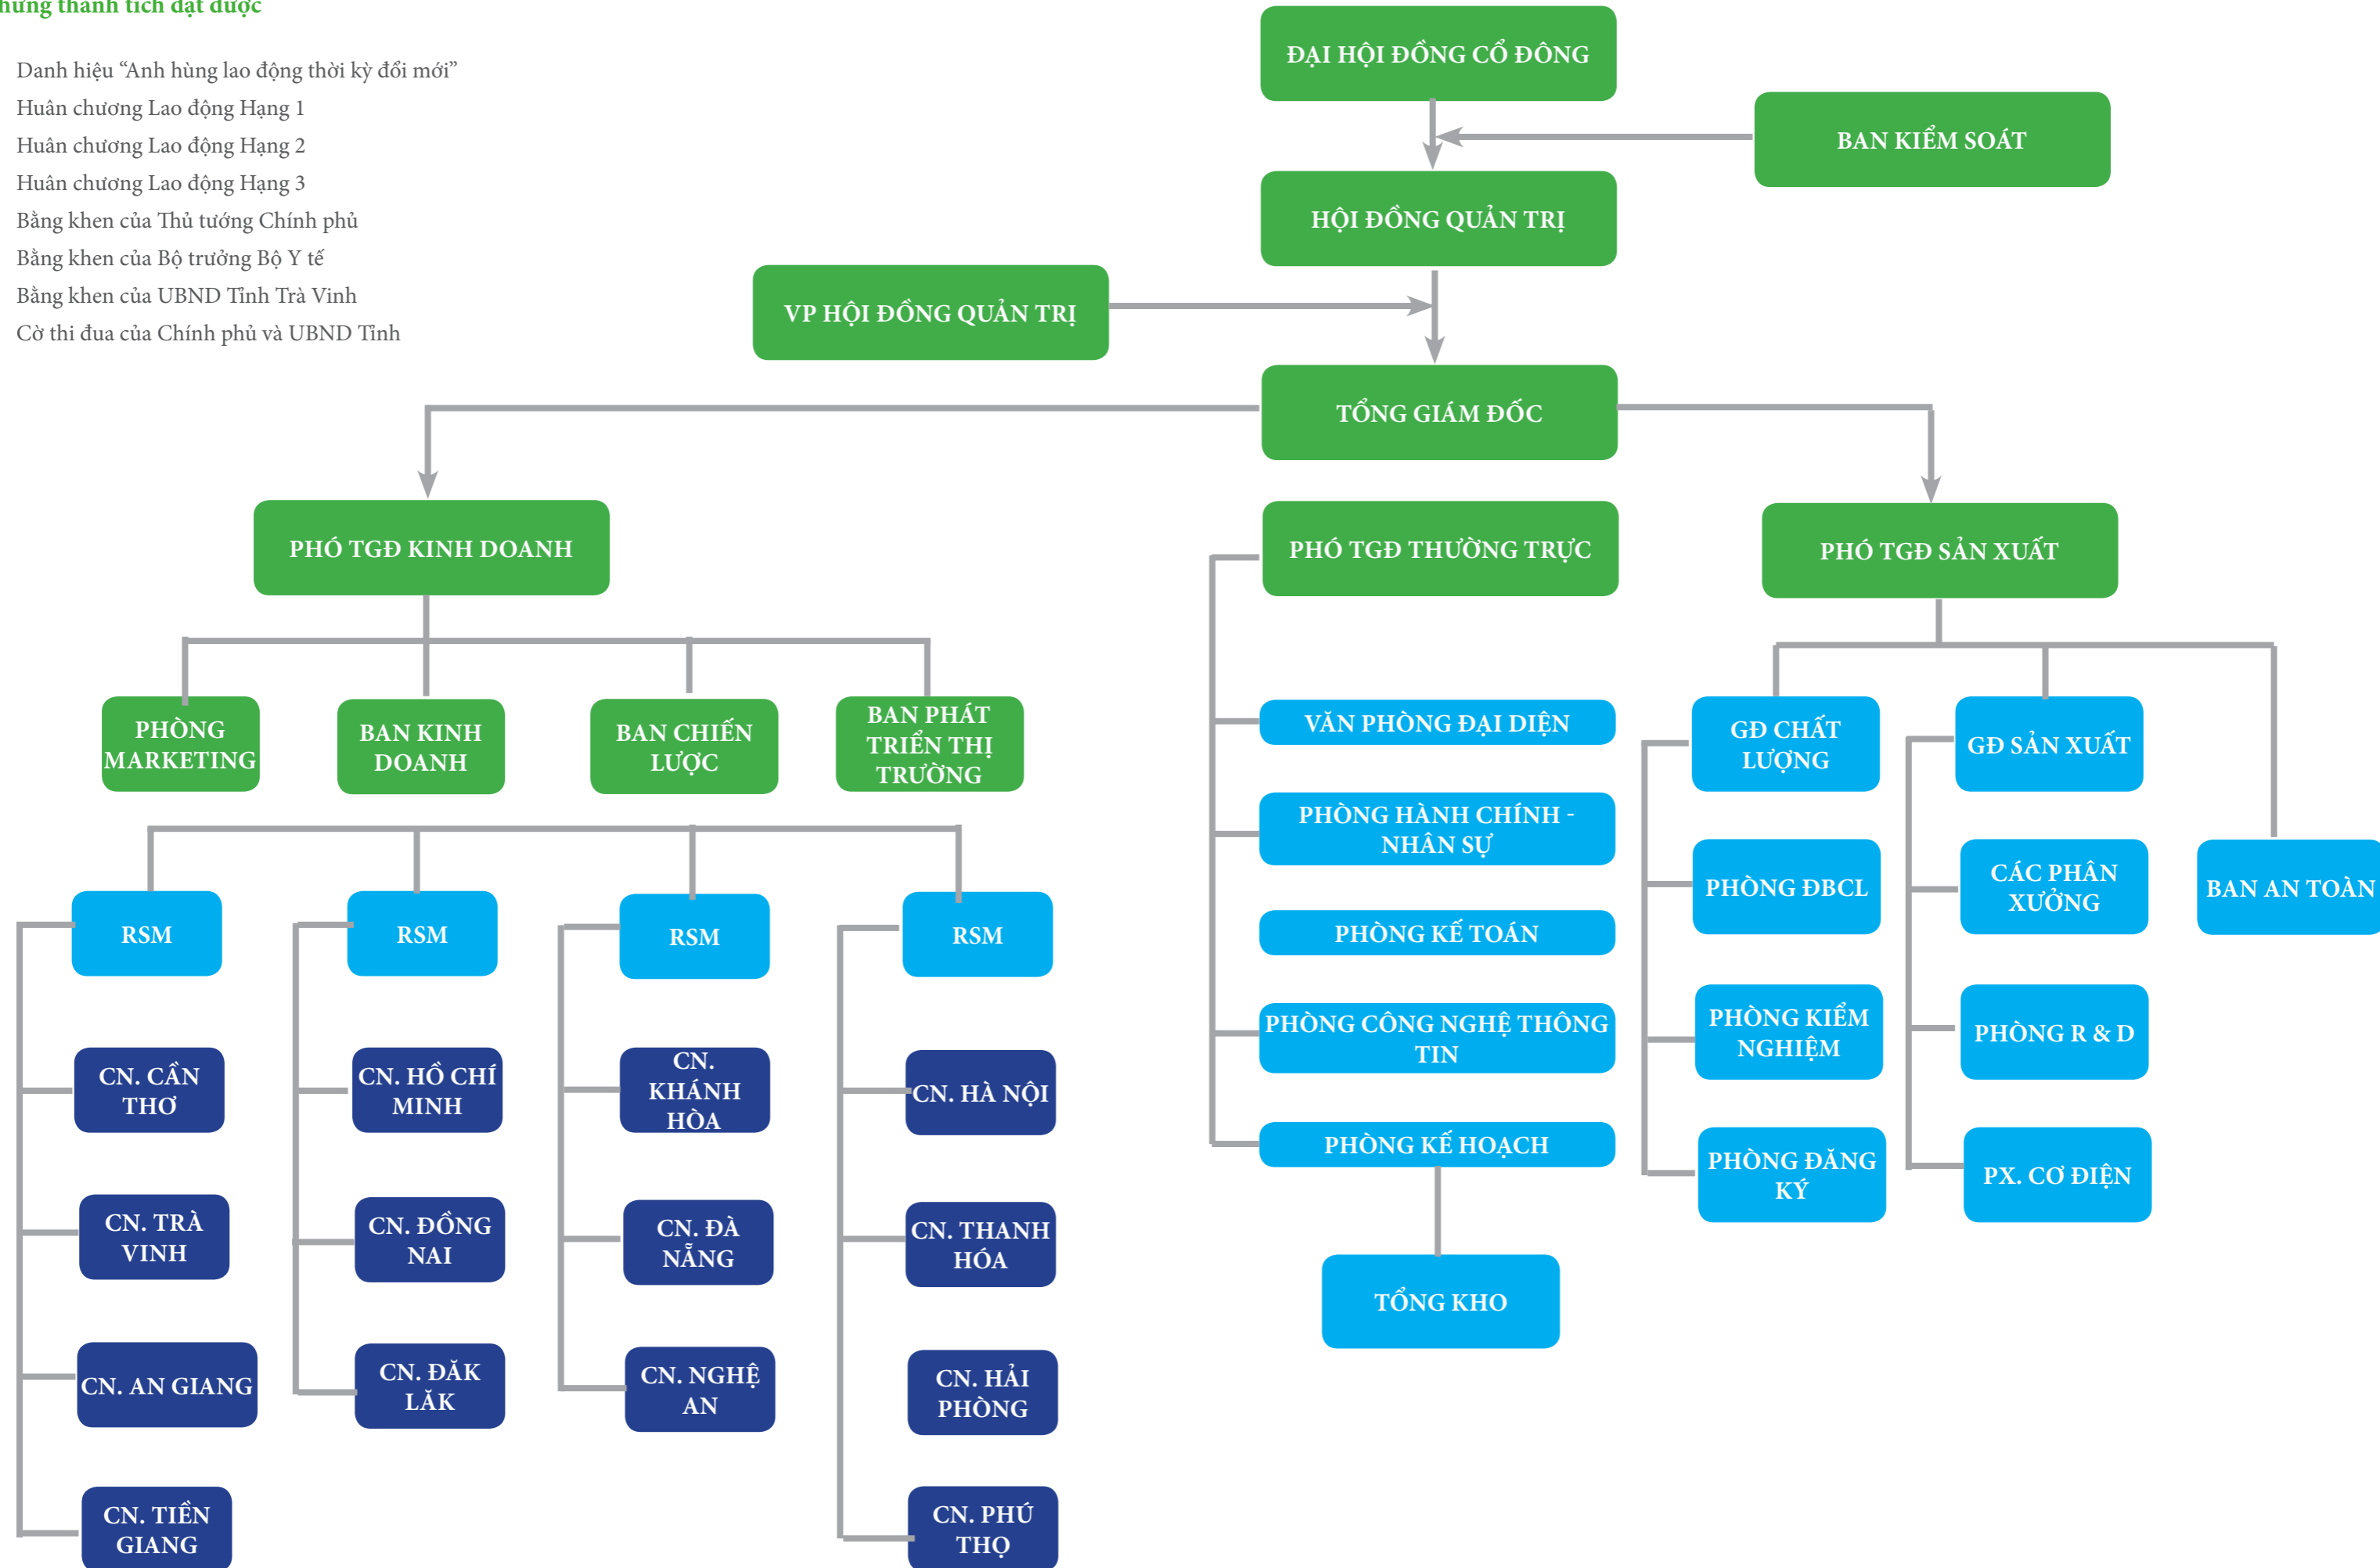 hững thành tích đạt được
Danh hiệu “Anh hùng lao động thời kỳ đổi mới”
Huân chương Lao động Hạng 1
Huân chương Lao động Hạng 2
Huân chương Lao động Hạng 3
Bằng khen của Thủ tướng Chính phủ
Bằng khen của Bộ trưởng Bộ Y tế
Bằng khen của UBND Tỉnh Trà Vinh
Cờ thi đua của Chính phủ và UBND Tỉnh
ĐẠI HỘI ĐỒNG CỔ ĐÔNG
BAN KIỂM SOÁT
HỘI ĐỒNG QUẢN TRỊ
VP HỘI ĐỒNG QUẢN TRỊ
TỔNG GIÁM ĐỐC
PHÓ TGĐ KINH DOANH
PHÓ TGĐ THƯỜNG TRỰC
PHÓ TGĐ SẢN XUẤT
PHÒNG
MARKETING
BAN KINH
DOANH
BAN CHIẾN
LƯỢC
BAN PHÁT
TRIỂN THỊ
TRƯỜNG
RSM
RSM
RSM
RSM
CN. CẦN
THƠ
CN. TRÀ
VINH
CN. AN GIANG
CN. TIỀN
GIANG
CN. HỒ CHÍ
MINH
CN. ĐỒNG
NAI
CN. ĐĂK
LĂK
CN.
KHÁNH
HÒA
CN. ĐÀ
NẴNG
CN. NGHỆ
AN
CN. HÀ NỘI
CN. THANH
HÓA
CN. HẢI
PHÒNG
CN. PHÚ
THỌ
VĂN PHÒNG ĐẠI DIỆN
PHÒNG HÀNH CHÍNH -
NHÂN SỰ
PHÒNG KẾ TOÁN
PHÒNG CÔNG NGHỆ THÔNG
TIN
PHÒNG KẾ HOẠCH
TỔNG KHO
GĐ CHẤT
LƯỢNG
PHÒNG ĐBCL
PHÒNG KIỂM
NGHIỆM
PHÒNG ĐĂNG
KÝ
GĐ SẢN XUẤT
CÁC PHÂN
XƯỞNG
PHÒNG R & D
PX. CƠ ĐIỆN
BAN AN TOÀN